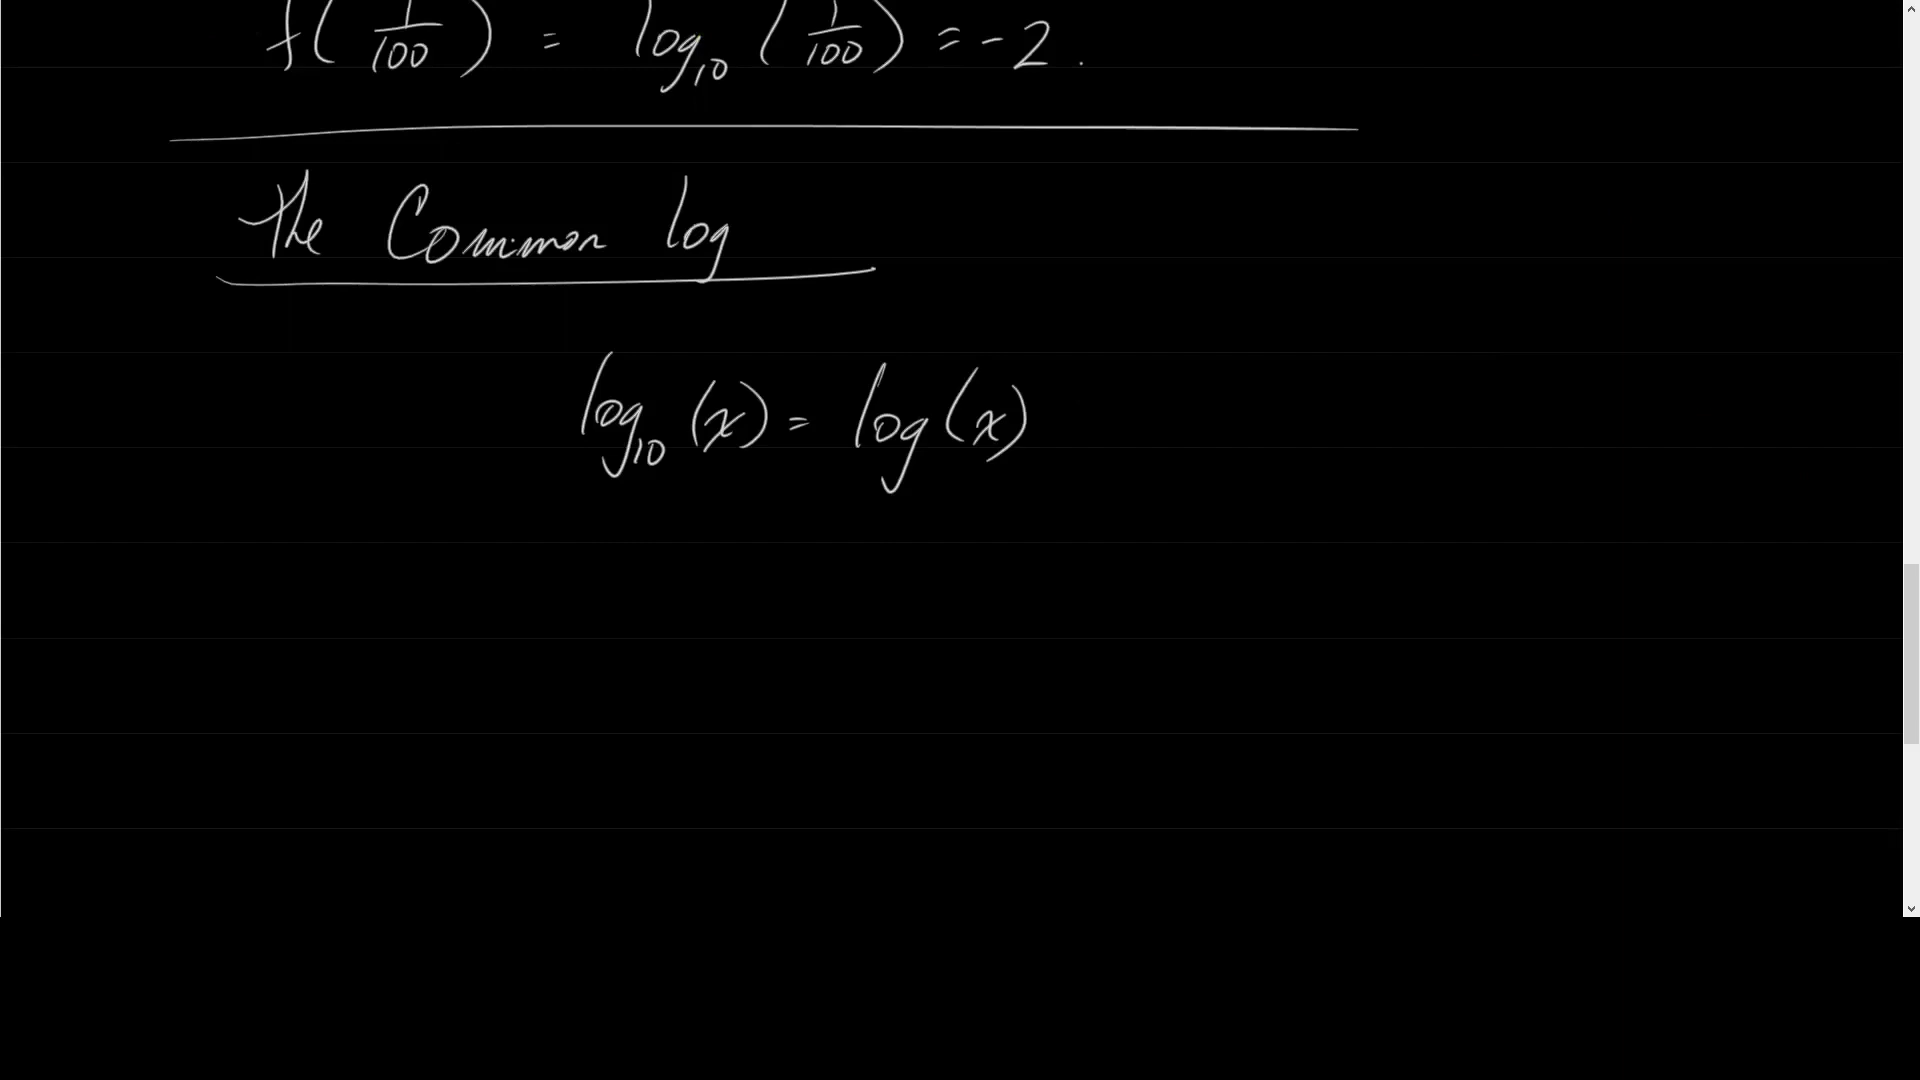 f(1/100) = log₁₀(1/100) = -2.
The Common log
log₁₀(x) = log(x)